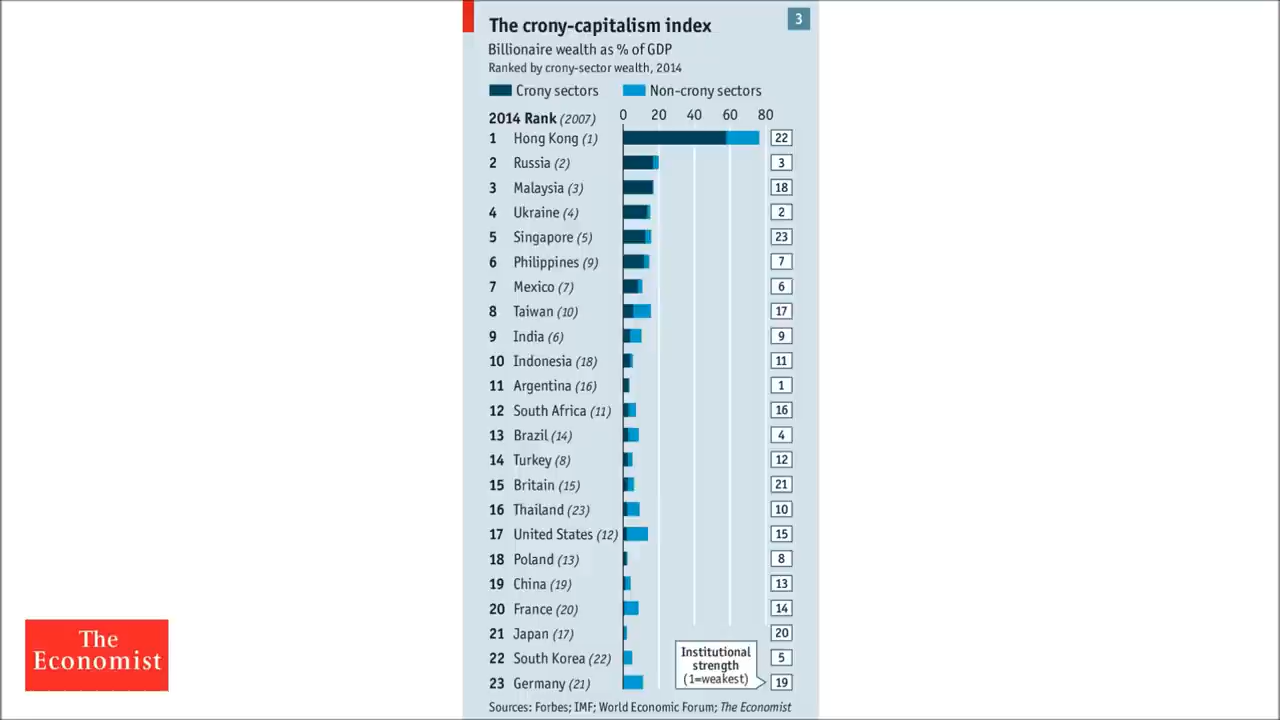 The crony-capitalism index
3
Billionaire wealth as % of GDP
Ranked by crony-sector wealth, 2014
Crony sectors Non-crony sectors
2014 Rank (2007) 0 20 40 60 80
1 Hong Kong (1) 22
2 Russia (2) 3
3 Malaysia (3) 18
4 Ukraine (4) 2
5 Singapore (5) 23
6 Philippines (9) 7
7 Mexico (7) 6
8 Taiwan (10) 17
9 India (6) 9
10 Indonesia (18) 11
11 Argentina (16) 1
12 South Africa (11) 16
13 Brazil (14) 4
14 Turkey (8) 12
15 Britain (15) 21
16 Thailand (23) 10
17 United States (12) 15
18 Poland (13) 8
19 China (19) 13
20 France (20) 14
21 Japan (17) 20
22 South Korea (22) 5
23 Germany (21) 19
Institutional
strength
(1=weakest)
Sources: Forbes; IMF; World Economic Forum; The Economist
The
Economist